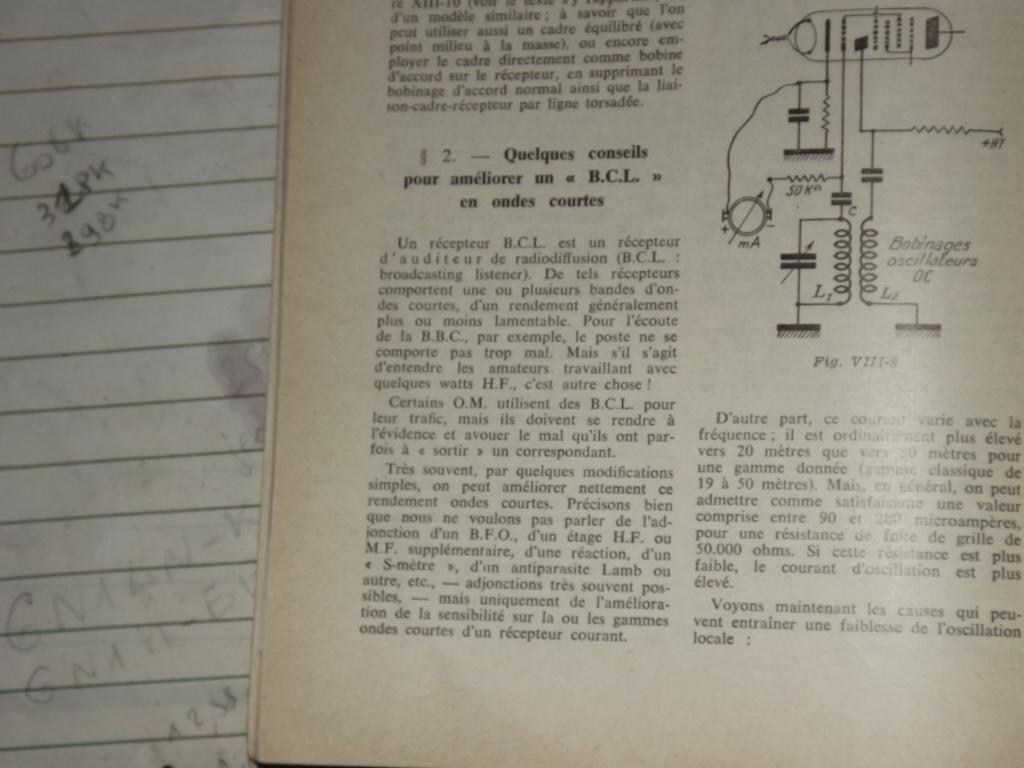 re XIII-10 (voir le texte s'y
d'un modèle similaire ; à savoir que l'on
peut utiliser aussi un cadre équilibré (avec
point milieu à la masse), ou encore em-
ployer le cadre directement comme bobine
d'accord sur le récepteur, en supprimant le
bobinage d'accord normal ainsi que la liai-
son-cadre-récepteur par ligne torsadée.
§ 2. — Quelques conseils
pour améliorer un « B.C.L. »
en ondes courtes
Un récepteur B.C.L. est un récepteur
d'auditeur de radiodiffusion (B.C.L. :
broadcasting listener). De tels récepteurs
comportent une ou plusieurs bandes d'on-
des courtes, d'un rendement généralement
plus ou moins lamentable. Pour l'écoute
de la B.B.C., par exemple, le poste ne se
comporte pas trop mal. Mais s'il s'agit
d'entendre les amateurs travaillant avec
quelques watts H.F., c'est autre chose !
Certains O.M. utilisent des B.C.L. pour
leur trafic, mais ils doivent se rendre à
l'évidence et avouer le mal qu'ils ont par-
fois à « sortir » un correspondant.
Très souvent, par quelques modifications
simples, on peut améliorer nettement ce
rendement ondes courtes. Précisons bien
que nous ne voulons pas parler de l'ad-
jonction d'un B.F.O., d'un étage H.F. ou
M.F. supplémentaire, d'une réaction, d'un
« S-mètre », d'un antiparasite Lamb ou
autre, etc., — adjonctions très souvent pos-
sibles, — mais uniquement de l'améliora-
tion de la sensibilité sur la ou les gammes
ondes courtes d'un récepteur courant.
+HT
50KΩ
+ -
mA
C
Bobinages
oscillateurs
OC
L1
L2
Fig. VIII-8
D'autre part, ce courant varie avec la
fréquence ; il est ordinairement plus élevé
vers 20 mètres que vers 50 mètres pour
une gamme donnée (gamme classique de
19 à 50 mètres). Mais, en général, on peut
admettre comme satisfaisante une valeur
comprise entre 90 et microampères,
pour une résistance de fuite de grille de
50.000 ohms. Si cette résistance est plus
faible, le courant d'oscillation est plus
élevé.
Voyons maintenant les causes qui peu-
vent entraîner une faiblesse de l'oscillation
locale :